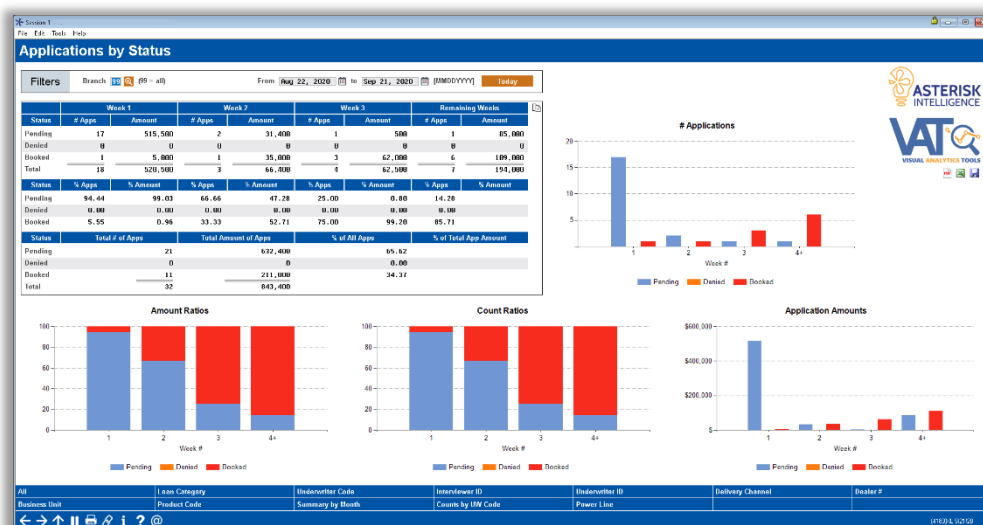 Session 1
File Edit Tools Help
Applications by Status
Filters Branch 99 (99 = all) From Aug 22, 2020 to Sep 21, 2020 [MMDDYYYY] Today
Week 1 Week 2 Week 3 Remaining Weeks
Status # Apps Amount # Apps Amount # Apps Amount # Apps Amount
Pending 17 515,500 2 31,400 1 500 1 85,000
Denied 0 0 0 0 0 0 0 0
Booked 1 5,000 1 35,000 3 62,000 6 109,000
Total 18 520,500 3 66,400 4 62,500 7 194,000
Status % Apps % Amount % Apps % Amount % Apps % Amount % Apps % Amount
Pending 94.44 99.03 66.66 47.28 25.00 0.80 14.28
Denied 0.00 0.00 0.00 0.00 0.00 0.00 0.00
Booked 5.55 0.96 33.33 52.71 75.00 99.20 85.71
Status Total # of Apps Total Amount of Apps % of All Apps % of Total App Amount
Pending 21 632,400 65.62
Denied 0 0 0.00
Booked 11 211,000 34.37
Total 32 843,400
ASTERISK
INTELLIGENCE
VAT
VISUAL ANALYTICS TOOLS
# Applications
20
15
10
5
1 2 3 4+
Week #
Pending Denied Booked
Amount Ratios
100
80
60
40
20
0
1 2 3 4+
Week #
Pending Denied Booked
Count Ratios
100
80
60
40
20
0
1 2 3 4+
Week #
Pending Denied Booked
Application Amounts
$600,000
$400,000
$200,000
$
1 2 3 4+
Week #
Pending Denied Booked
All Loan Category Underwriter Code Interviewer ID Underwriter ID Delivery Channel Dealer #
Business Unit Product Code Summary by Month Counts by UW Code Power Line